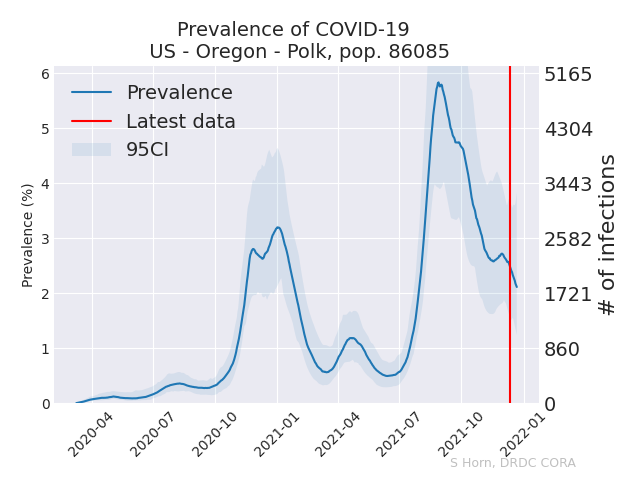 Prevalence of COVID-19
US - Oregon - Polk, pop. 86085
Prevalence
Latest data
95CI
Prevalence (%)
6
5
4
3
2
1
0
5165
4304
3443
2582
1721
860
0
# of infections
2020-04
2020-07
2020-10
2021-01
2021-04
2021-07
2021-10
2022-01
S Horn, DRDC CORA